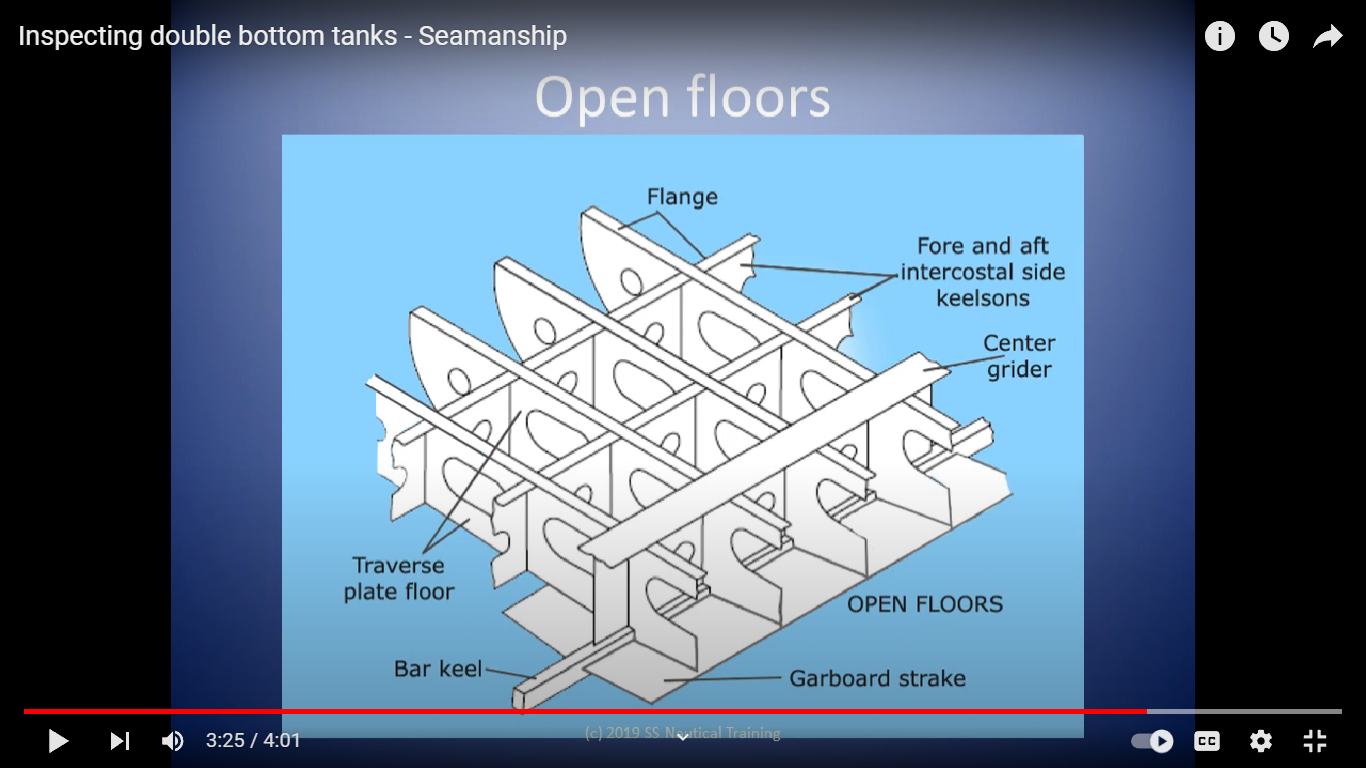 Inspecting double bottom tanks - Seamanship
Open floors
Flange
Fore and aft
intercostal side
keelsons
Center
grider
Traverse
plate floor
OPEN FLOORS
Bar keel
Garboard strake
(c) 2019 SS Nautical Training
3:25 / 4:01
CC